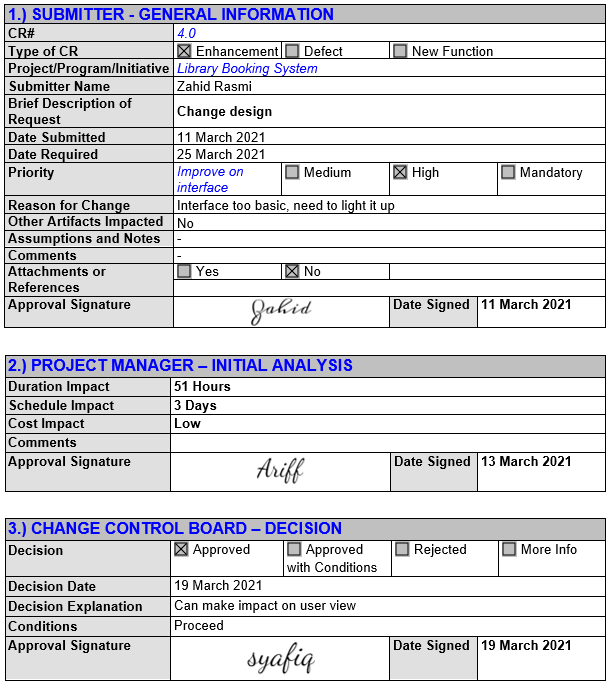 1.) SUBMITTER - GENERAL INFORMATION
CR# 4.0
Type of CR Enhancement Defect New Function
Project/Program/Initiative Library Booking System
Submitter Name Zahid Rasmi
Brief Description of
Request Change design
Date Submitted 11 March 2021
Date Required 25 March 2021
Priority Improve on
interface Medium High Mandatory
Reason for Change Interface too basic, need to light it up
Other Artifacts Impacted No
Assumptions and Notes -
Comments -
Attachments or
References Yes No
Approval Signature Zahid Date Signed 11 March 2021
2.) PROJECT MANAGER – INITIAL ANALYSIS
Duration Impact 51 Hours
Schedule Impact 3 Days
Cost Impact Low
Comments
Approval Signature Ariff Date Signed 13 March 2021
3.) CHANGE CONTROL BOARD – DECISION
Decision Approved Approved
with Conditions Rejected More Info
Decision Date 19 March 2021
Decision Explanation Can make impact on user view
Conditions Proceed
Approval Signature syafiq Date Signed 19 March 2021